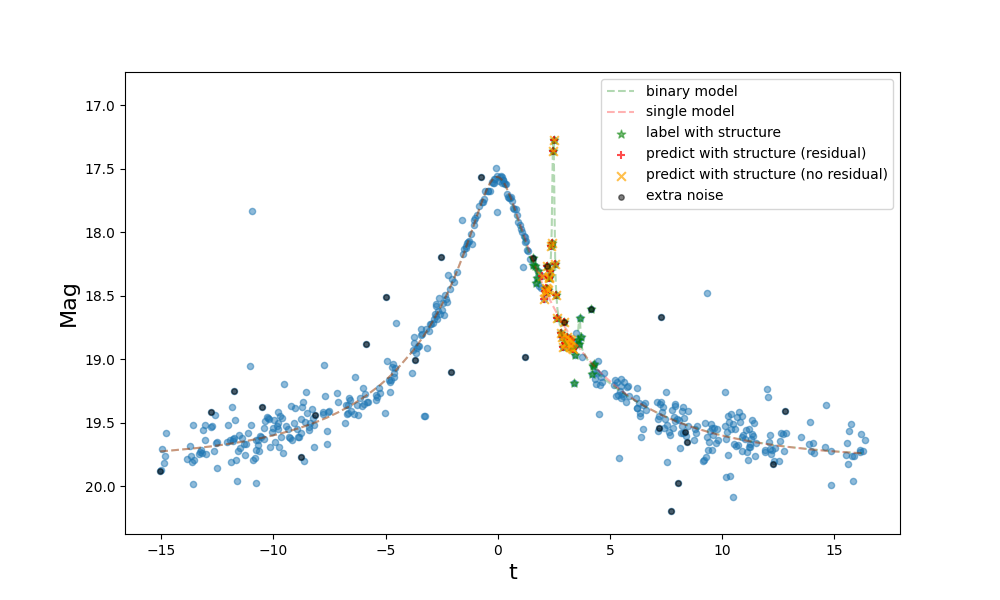 binary model
single model
label with structure
predict with structure (residual)
predict with structure (no residual)
extra noise
Mag
17.0
17.5
18.0
18.5
19.0
19.5
20.0
−15
−10
−5
0
5
10
15
t